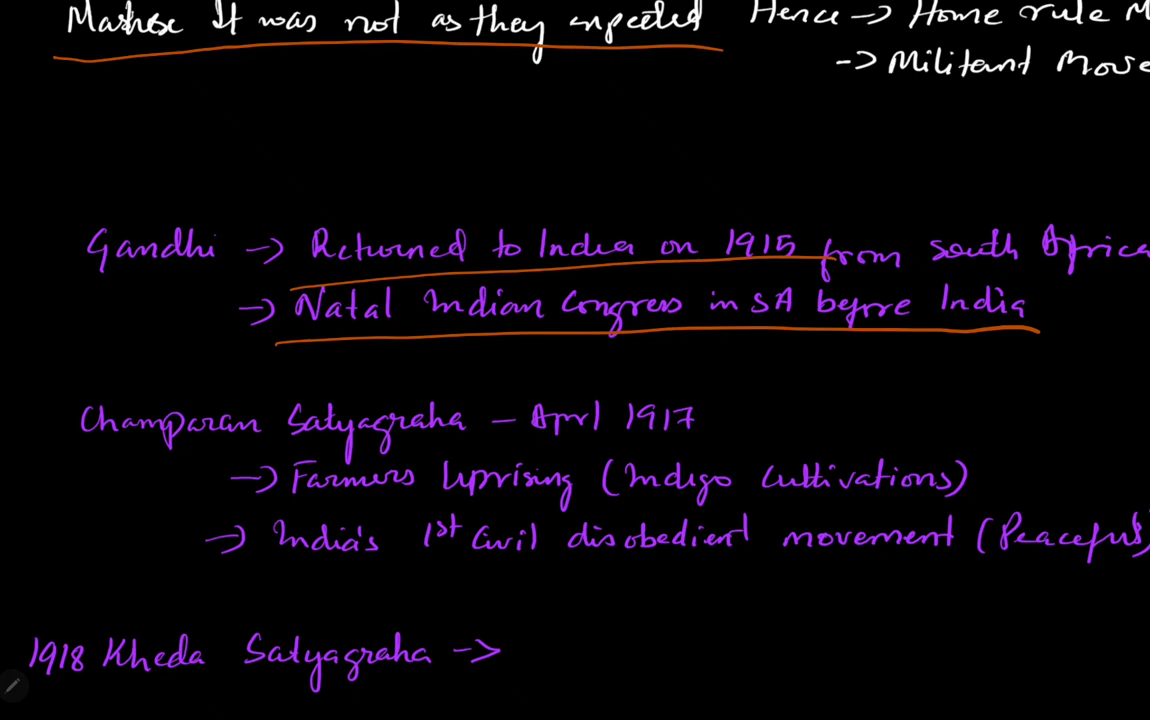 It was not as they expected Hence -> Home rule M
-> Militant Move
Gandhi -> Returned to India on 1915 from south Africa
-> Natal Indian Congress in SA before India
Champaran Satyagraha - Aprl 1917
-> Farmers Uprising (Indigo Cultivations)
-> India's 1st Civil disobedient movement (Peaceful)
1918 Kheda Satyagraha ->